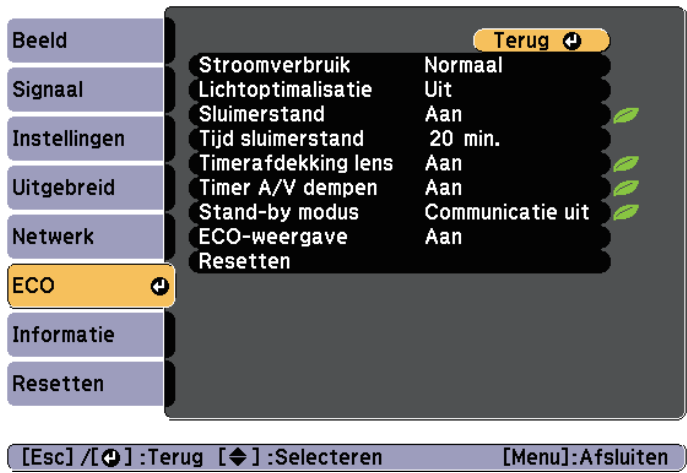 Beeld
Signaal
Instellingen
Uitgebreid
Netwerk
ECO
Informatie
Resetten
Terug
Stroomverbruik Normaal
Lichtoptimalisatie Uit
Sluimerstand Aan
Tijd sluimerstand 20 min.
Timerafdekking lens Aan
Timer A/V dempen Aan
Stand-by modus Communicatie uit
ECO-weergave Aan
Resetten
[Esc] /[⏎] :Terug [◆] :Selecteren [Menu]:Afsluiten